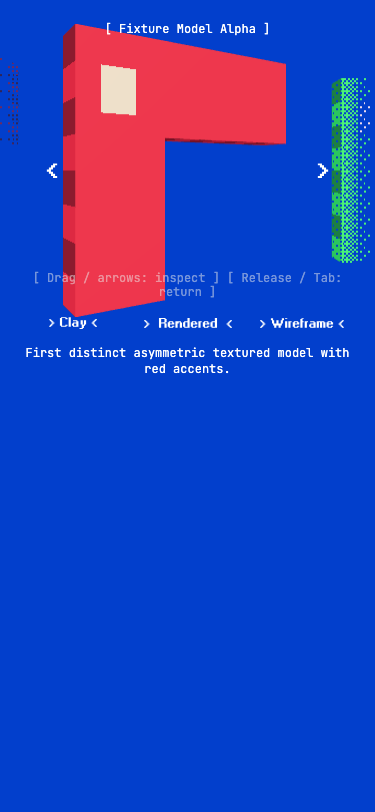 [ Fixture Model Alpha ]
[ Drag / arrows: inspect ] [ Release / Tab:
return ]
> Clay < > Rendered < > Wireframe <
First distinct asymmetric textured model with
red accents.